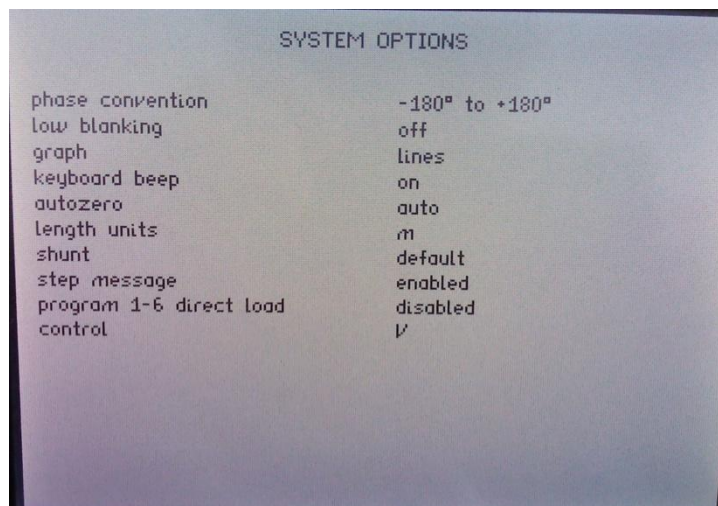 SYSTEM OPTIONS
phase convention -180° to +180°
low blanking off
graph lines
keyboard beep on
autozero auto
length units m
shunt default
step message enabled
program 1-6 direct load disabled
control V